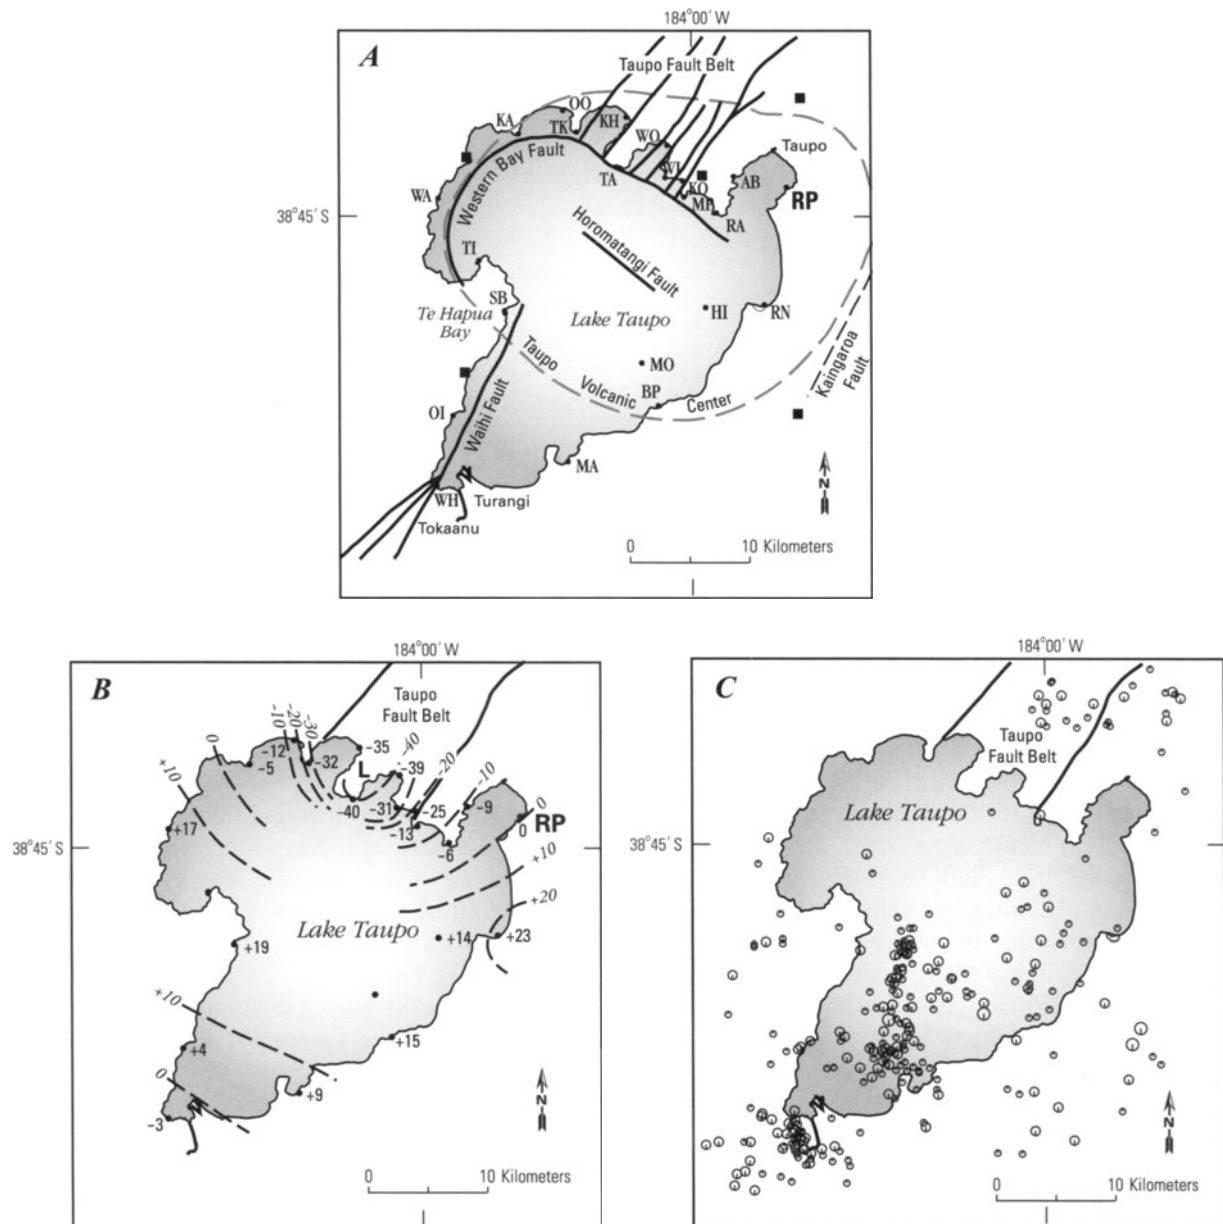 184°00′ W
A
Taupo Fault Belt
OO
KA
TK
KH
WO
Taupo
WI
AB
TA
KO
RP
WA
MP
Western Bay Fault
RA
38°45′ S
Horomatangi Fault
TI
SB
Te Hapua
Bay
Lake Taupo
HI
RN
Taupo
MO
Kaingaroa
Fault
BP
Volcanic
Center
OI
Waihi Fault
MA
N
WH
Turangi
Tokaanu
0
10 Kilometers
184°00′ W
B
Taupo
Fault Belt
0
-10
-20
-30
-12
-35
-40
+10
-5
-32
-39
-20
L
-10
-40
-31
-25
-9
0
+17
-13
0
RP
38°45′ S
-6
+10
+20
Lake Taupo
+14
+23
+19
+10
+15
+4
0
+9
N
-3
0
10 Kilometers
184°00′ W
C
Taupo
Fault Belt
Lake Taupo
38°45′ S
N
0
10 Kilometers